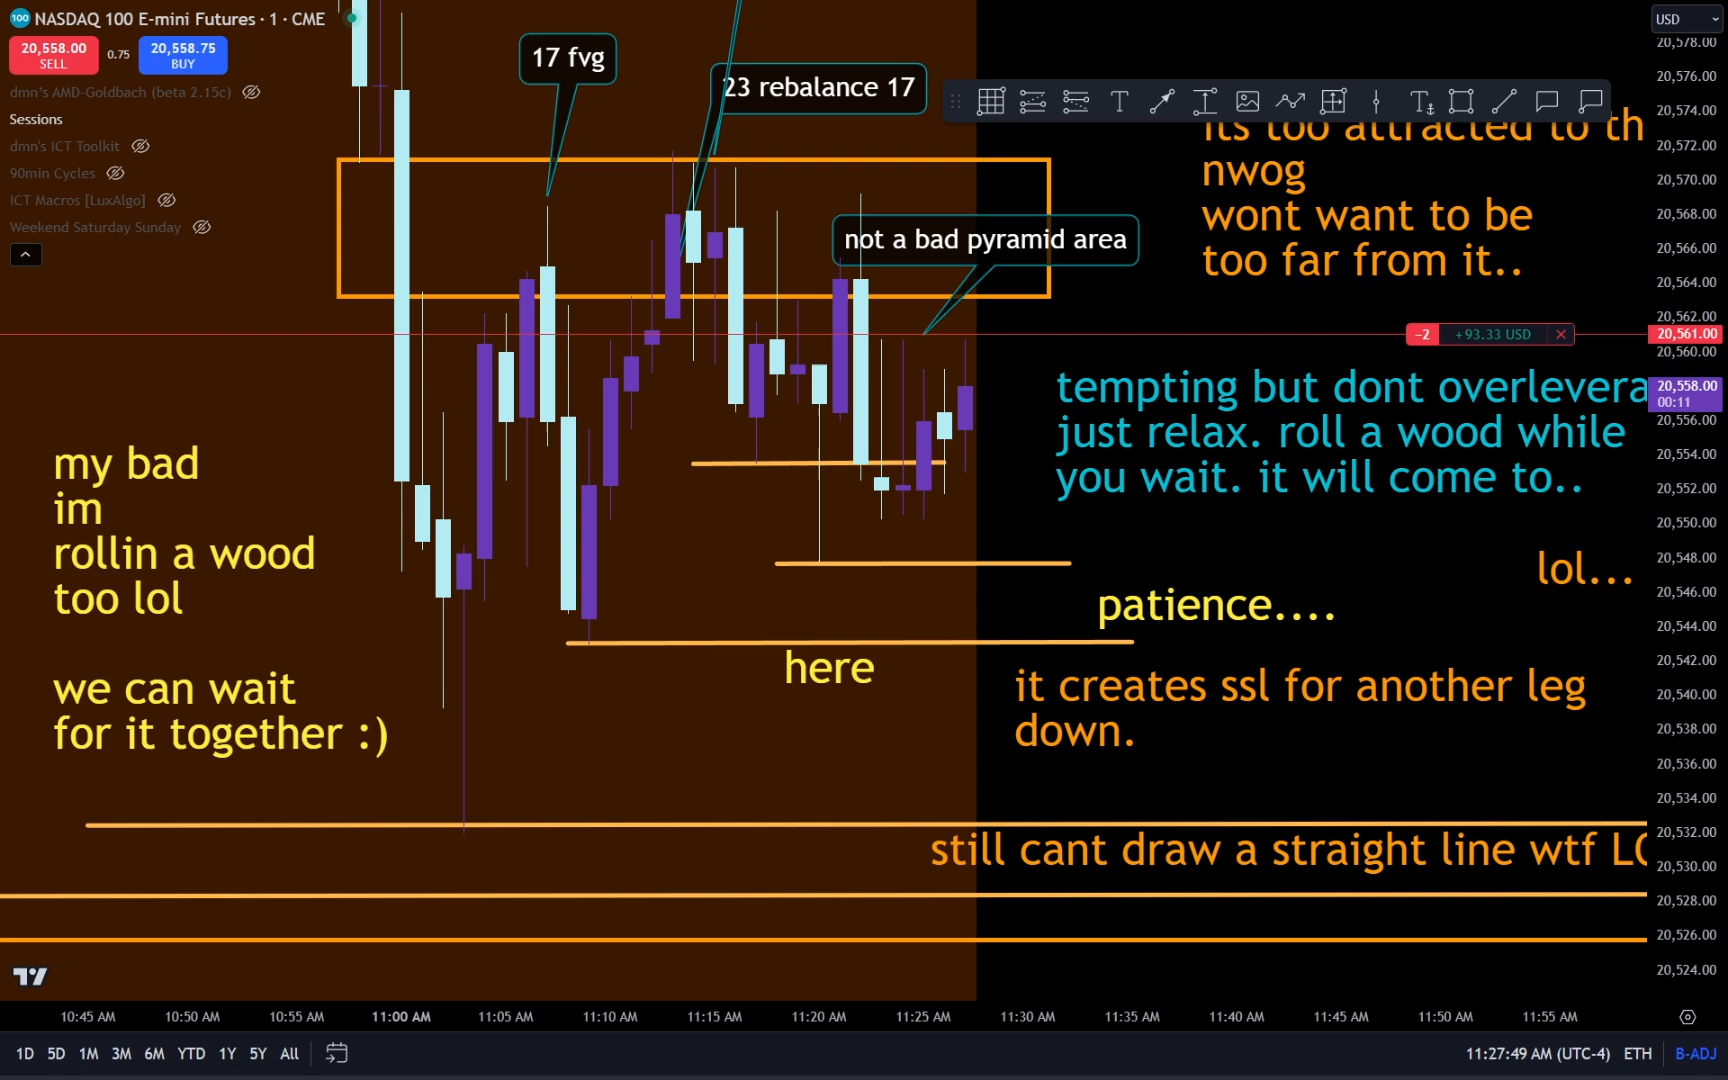 NASDAQ 100 E-mini Futures · 1 · CME
20,558.00
SELL
0.75
20,558.75
BUY
dmn's AMD-Goldbach (beta 2.15c)
Sessions
dmn's ICT Toolkit
90min Cycles
ICT Macros [LuxAlgo]
Weekend Saturday Sunday
17 fvg
23 rebalance 17
not a bad pyramid area
its too attracted to th
nwog
wont want to be
too far from it..
-2 +93.33 USD
tempting but dont overlevera
just relax. roll a wood while
you wait. it will come to..
my bad
im
rollin a wood
too lol
we can wait
for it together :)
lol...
patience....
here
it creates ssl for another leg
down.
still cant draw a straight line wtf LO
USD
20,578.00
20,576.00
20,574.00
20,572.00
20,570.00
20,568.00
20,566.00
20,564.00
20,562.00
20,561.00
20,560.00
20,558.00
00:11
20,556.00
20,554.00
20,552.00
20,550.00
20,548.00
20,546.00
20,544.00
20,542.00
20,540.00
20,538.00
20,536.00
20,534.00
20,532.00
20,530.00
20,528.00
20,526.00
20,524.00
10:45 AM 10:50 AM 10:55 AM 11:00 AM 11:05 AM 11:10 AM 11:15 AM 11:20 AM 11:25 AM 11:30 AM 11:35 AM 11:40 AM 11:45 AM 11:50 AM 11:55 AM
1D 5D 1M 3M 6M YTD 1Y 5Y All
11:27:49 AM (UTC-4) ETH B-ADJ